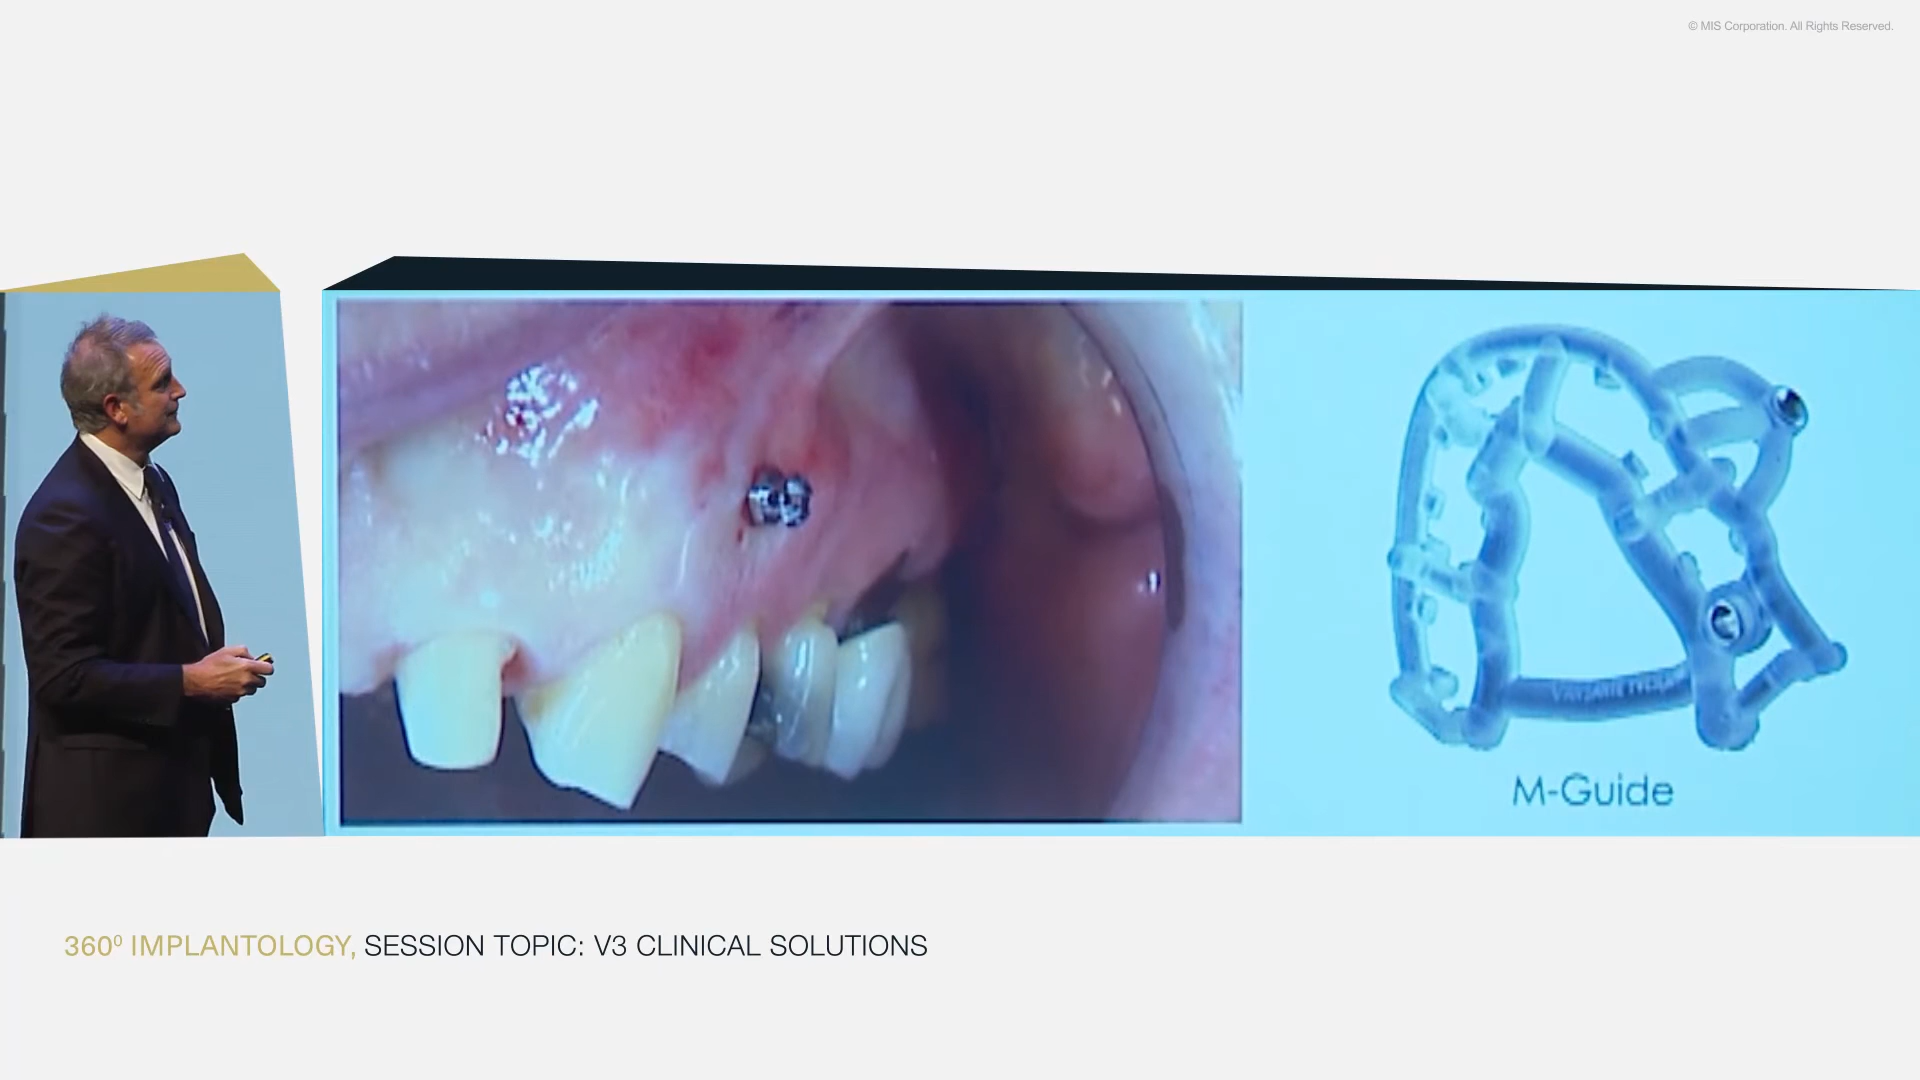 © MIS Corporation. All Rights Reserved.
M-Guide
360⁰ IMPLANTOLOGY, SESSION TOPIC: V3 CLINICAL SOLUTIONS